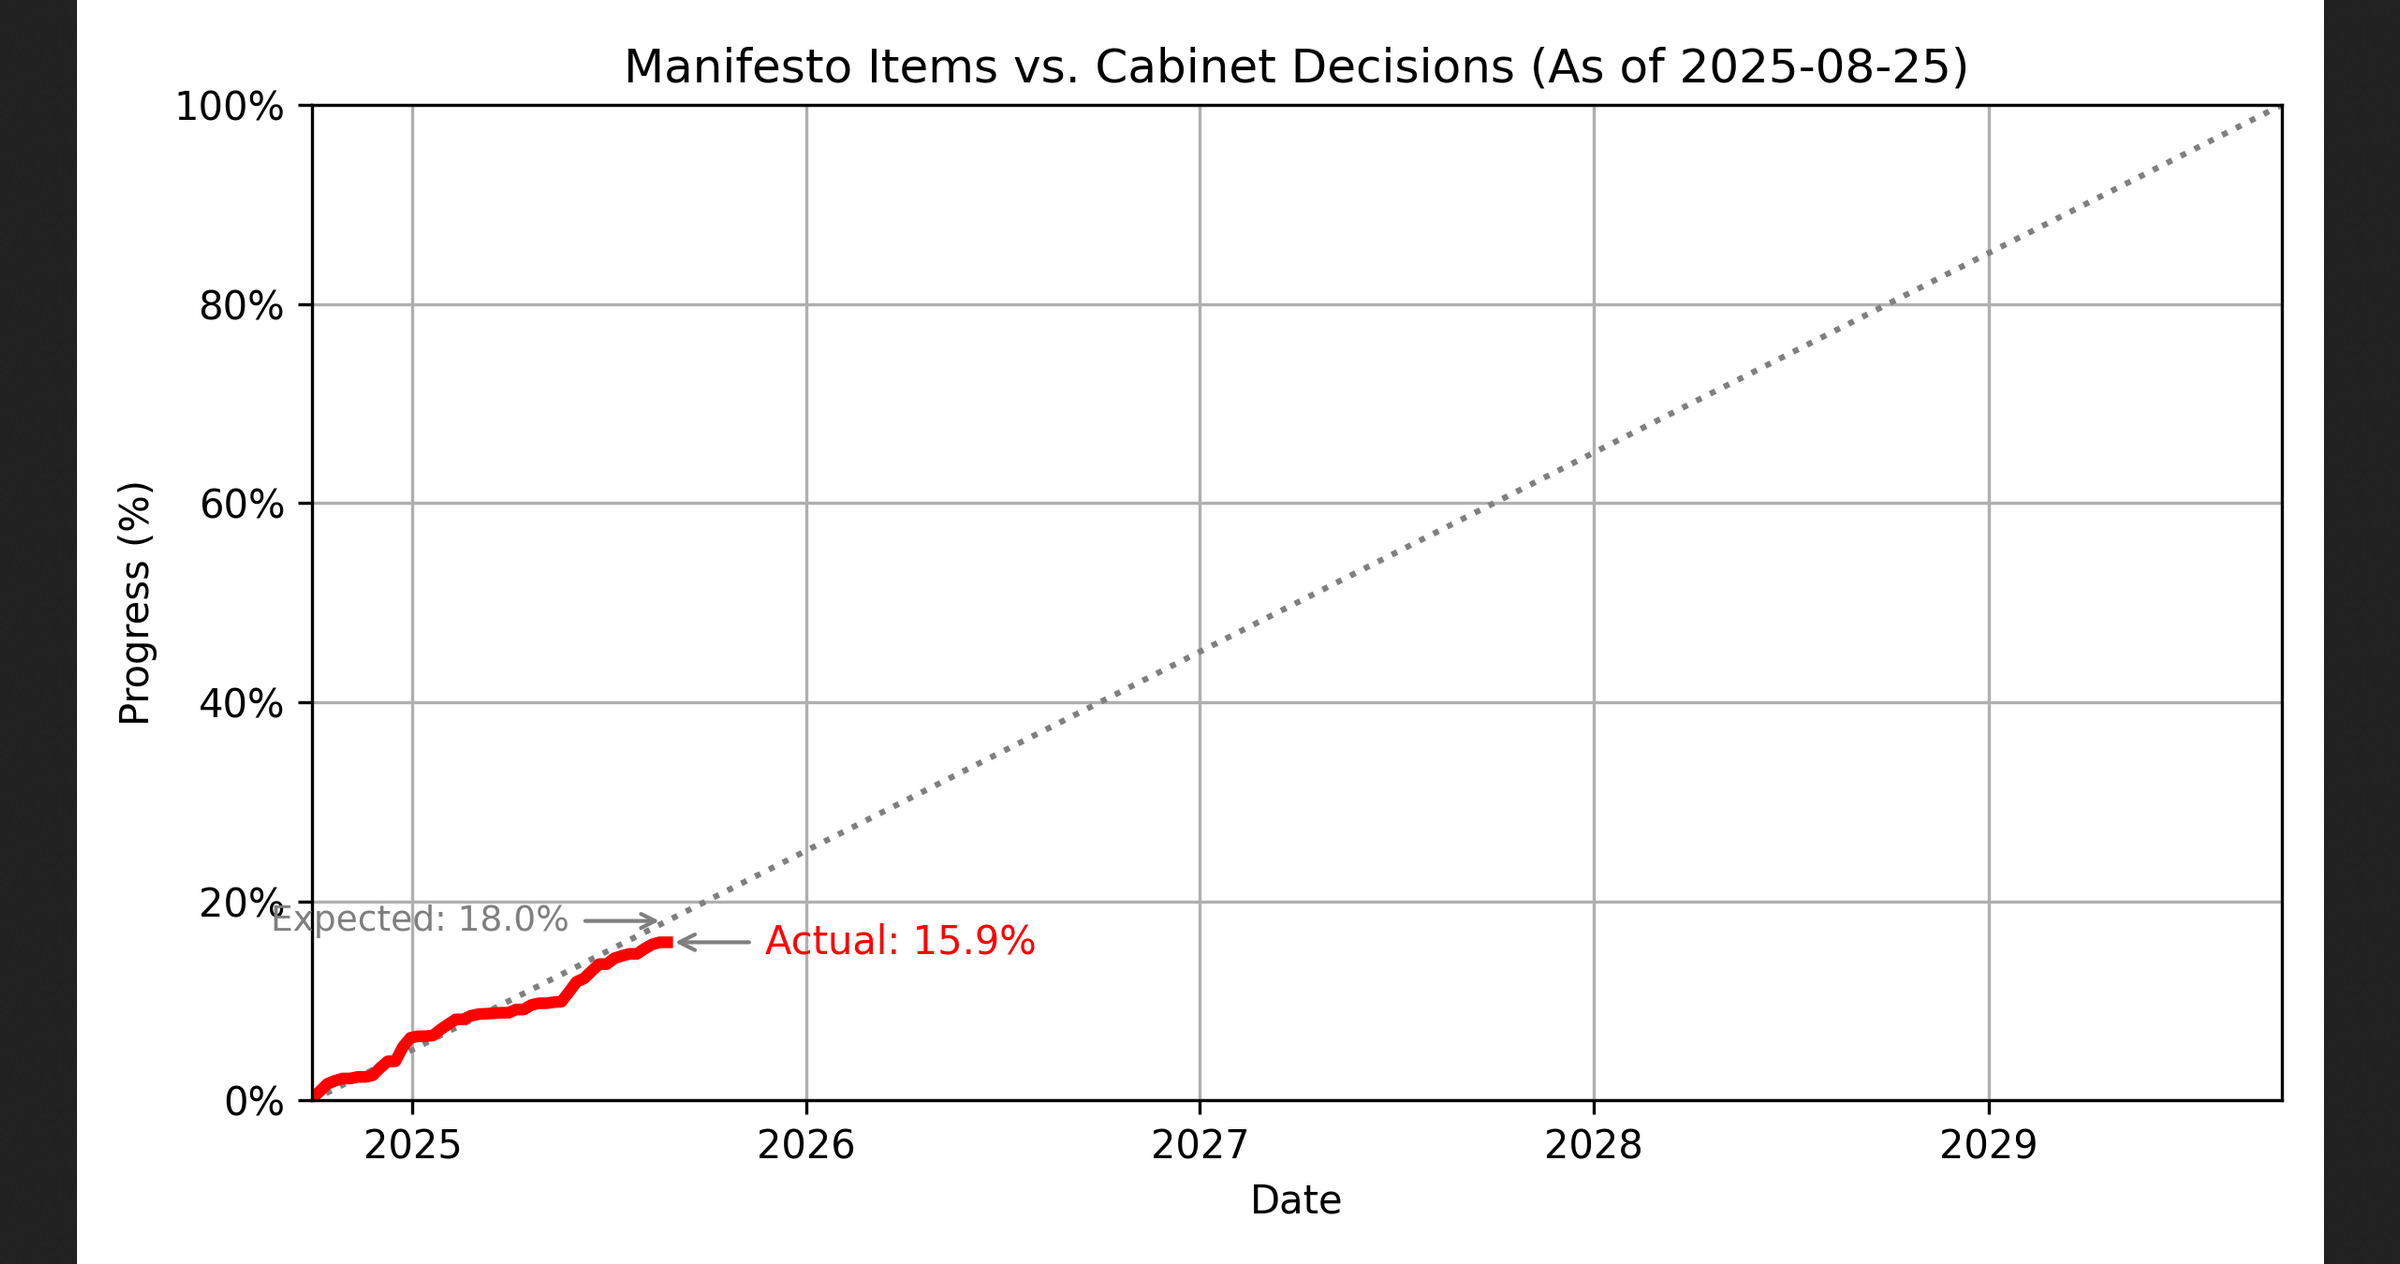 Manifesto Items vs. Cabinet Decisions (As of 2025-08-25)
100%
80%
60%
40%
20%
0%
Progress (%)
Expected: 18.0%
Actual: 15.9%
2025
2026
2027
2028
2029
Date